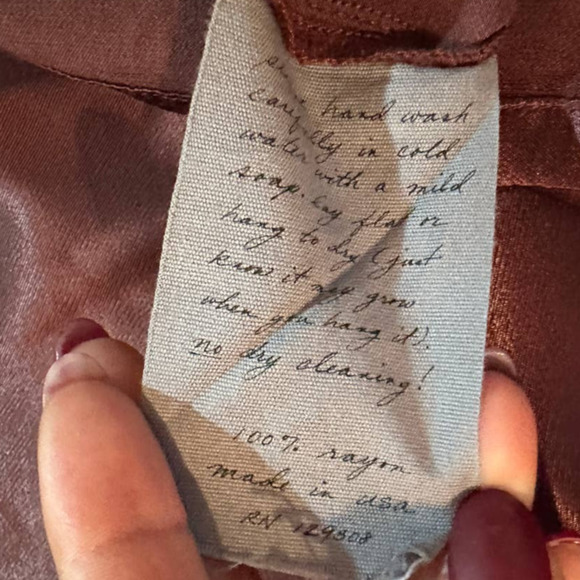 hand wash
carefully in cold
water with a mild
soap. lay flat or
hang to dry (just
know it may grow
when you hang it).
no dry cleaning!
100% rayon
made in usa
RN 129508